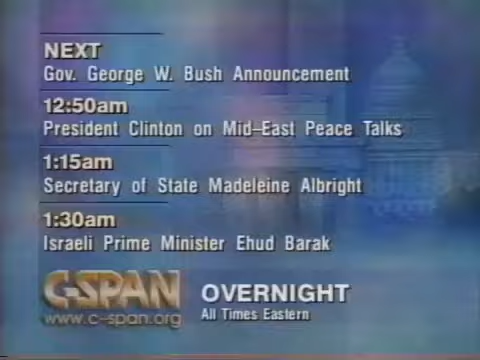 NEXT
Gov. George W. Bush Announcement
12:50am
President Clinton on Mid-East Peace Talks
1:15am
Secretary of State Madeleine Albright
1:30am
Israeli Prime Minister Ehud Barak
C-SPAN
www.c-span.org
OVERNIGHT
All Times Eastern